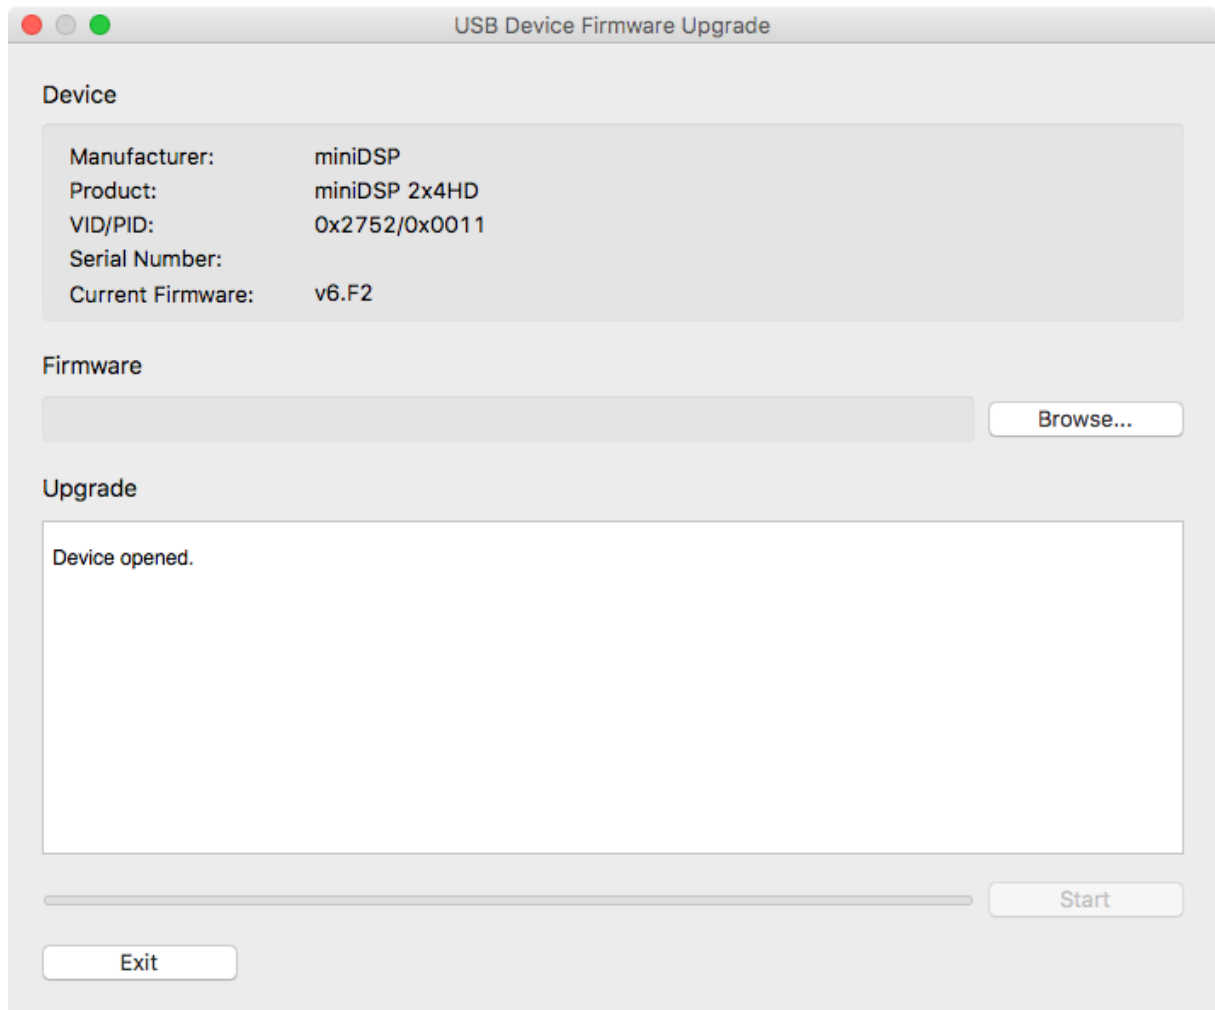 USB Device Firmware Upgrade
Device
Manufacturer: miniDSP
Product: miniDSP 2x4HD
VID/PID: 0x2752/0x0011
Serial Number:
Current Firmware: v6.F2
Firmware
Browse...
Upgrade
Device opened.
Start
Exit